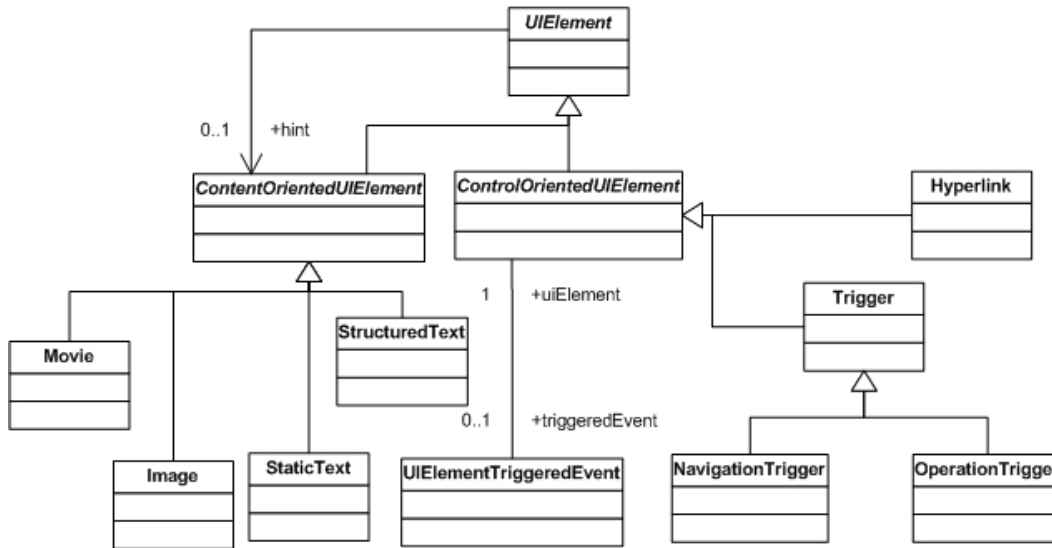 UIElement
0..1 +hint
ContentOrientedUIElement
ControlOrientedUIElement
Hyperlink
1 +uiElement
Trigger
StructuredText
Movie
0..1 +triggeredEvent
Image
StaticText
UIElementTriggeredEvent
NavigationTrigger
OperationTrigge